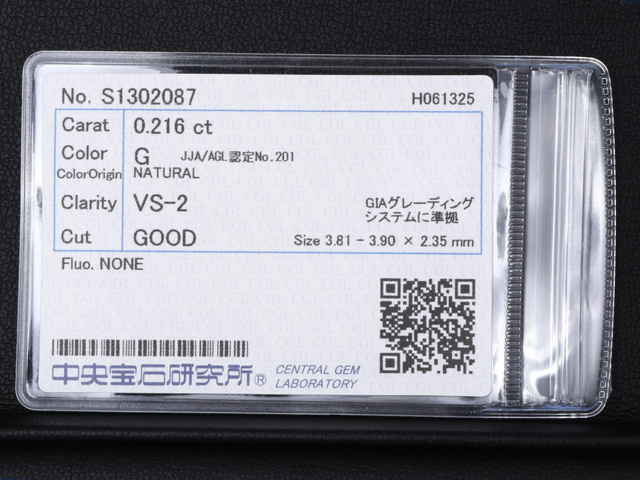 No. S1302087 H061325
Carat 0.216 ct
Color G JJA/AGL認定No.201
ColorOrigin NATURAL
Clarity VS-2 GIAグレーディング
システムに準拠
Cut GOOD Size 3.81 - 3.90 × 2.35 mm
Fluo. NONE
中央宝石研究所® CENTRAL GEM
LABORATORY